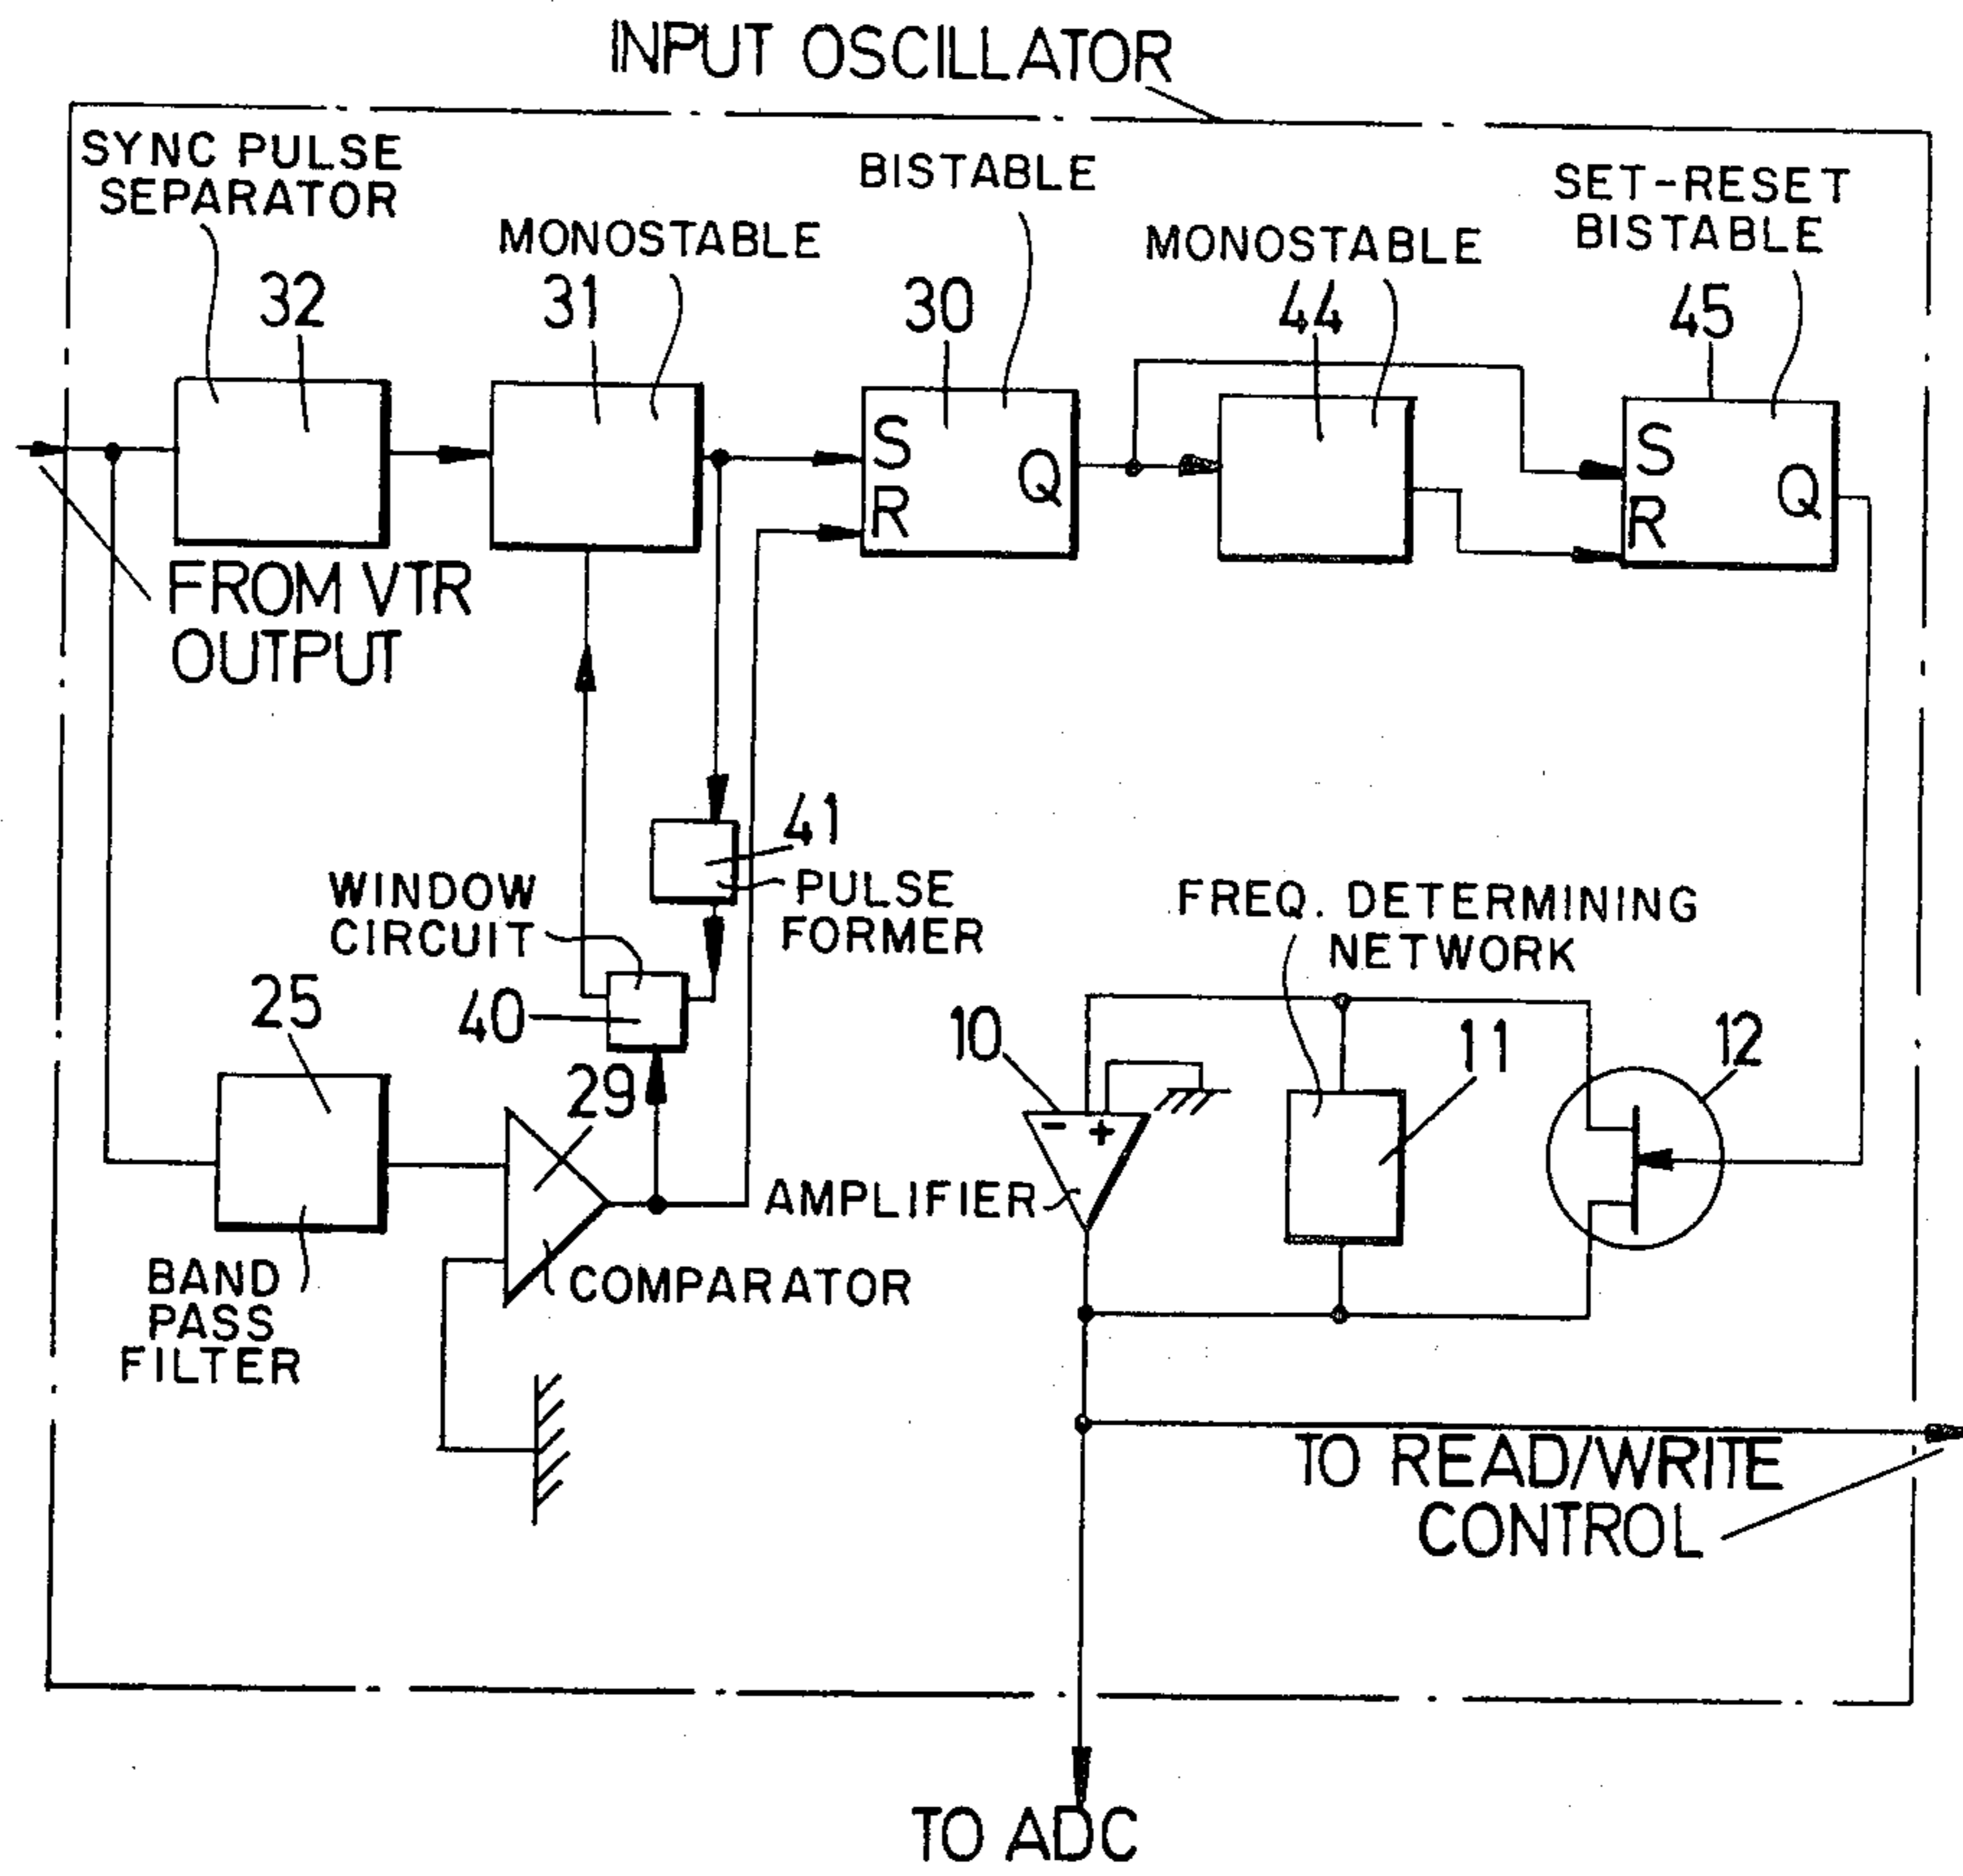 INPUT OSCILLATOR
SYNC PULSE
SEPARATOR
MONOSTABLE
BISTABLE
MONOSTABLE
SET-RESET
BISTABLE
32
31
30
44
45
S
R
Q
S
R
Q
FROM VTR
OUTPUT
41
PULSE
FORMER
WINDOW
CIRCUIT
40
25
29
BAND
PASS
FILTER
COMPARATOR
FREQ. DETERMINING
NETWORK
10
11
12
- +
AMPLIFIER
TO READ/WRITE
CONTROL
TO ADC